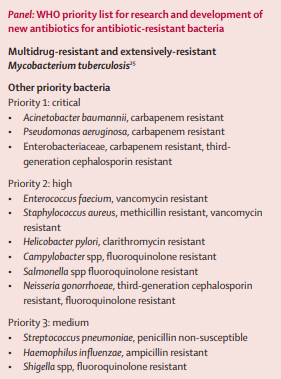 Panel: WHO priority list for research and development of
new antibiotics for antibiotic-resistant bacteria
Multidrug-resistant and extensively-resistant
Mycobacterium tuberculosis²⁵
Other priority bacteria
Priority 1: critical
• Acinetobacter baumannii, carbapenem resistant
• Pseudomonas aeruginosa, carbapenem resistant
• Enterobacteriaceae, carbapenem resistant, third-
generation cephalosporin resistant
Priority 2: high
• Enterococcus faecium, vancomycin resistant
• Staphylococcus aureus, methicillin resistant, vancomycin
resistant
• Helicobacter pylori, clarithromycin resistant
• Campylobacter spp, fluoroquinolone resistant
• Salmonella spp fluoroquinolone resistant
• Neisseria gonorrhoeae, third-generation cephalosporin
resistant, fluoroquinolone resistant
Priority 3: medium
• Streptococcus pneumoniae, penicillin non-susceptible
• Haemophilus influenzae, ampicillin resistant
• Shigella spp, fluoroquinolone resistant